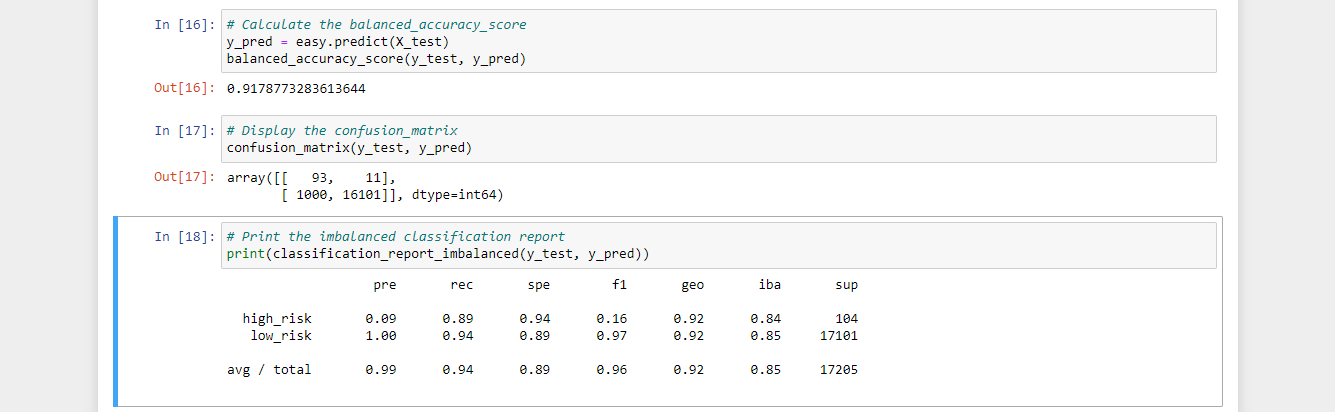 In [16]: # Calculate the balanced_accuracy_score
y_pred = easy.predict(X_test)
balanced_accuracy_score(y_test, y_pred)
Out[16]: 0.9178773283613644
In [17]: # Display the confusion_matrix
confusion_matrix(y_test, y_pred)
Out[17]: array([[   93,    11],
       [ 1000, 16101]], dtype=int64)
In [18]: # Print the imbalanced classification report
print(classification_report_imbalanced(y_test, y_pred))
pre rec spe f1 geo iba sup
high_risk 0.09 0.89 0.94 0.16 0.92 0.84 104
low_risk 1.00 0.94 0.89 0.97 0.92 0.85 17101
avg / total 0.99 0.94 0.89 0.96 0.92 0.85 17205